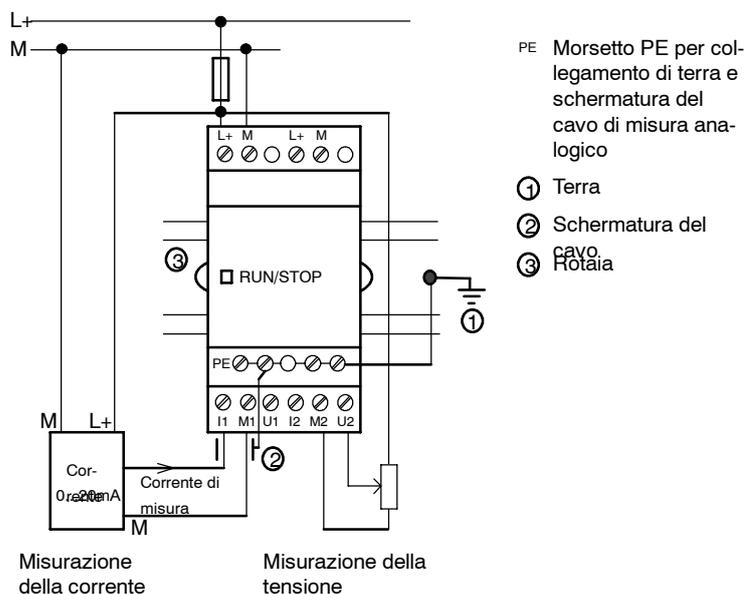 L+
M
PE Morsetto PE per col-
legamento di terra e
schermatura del
cavo di misura ana-
logico
1 Terra
2 Schermatura del
cavo
3 Rotaia
L+ M L+ M
3
RUN/STOP
1
PE
I1 M1 U1 I2 M2 U2
M L+
2
Cor-
rente
0...20mA
Corrente di
misura
M
Misurazione
della corrente
Misurazione della
tensione